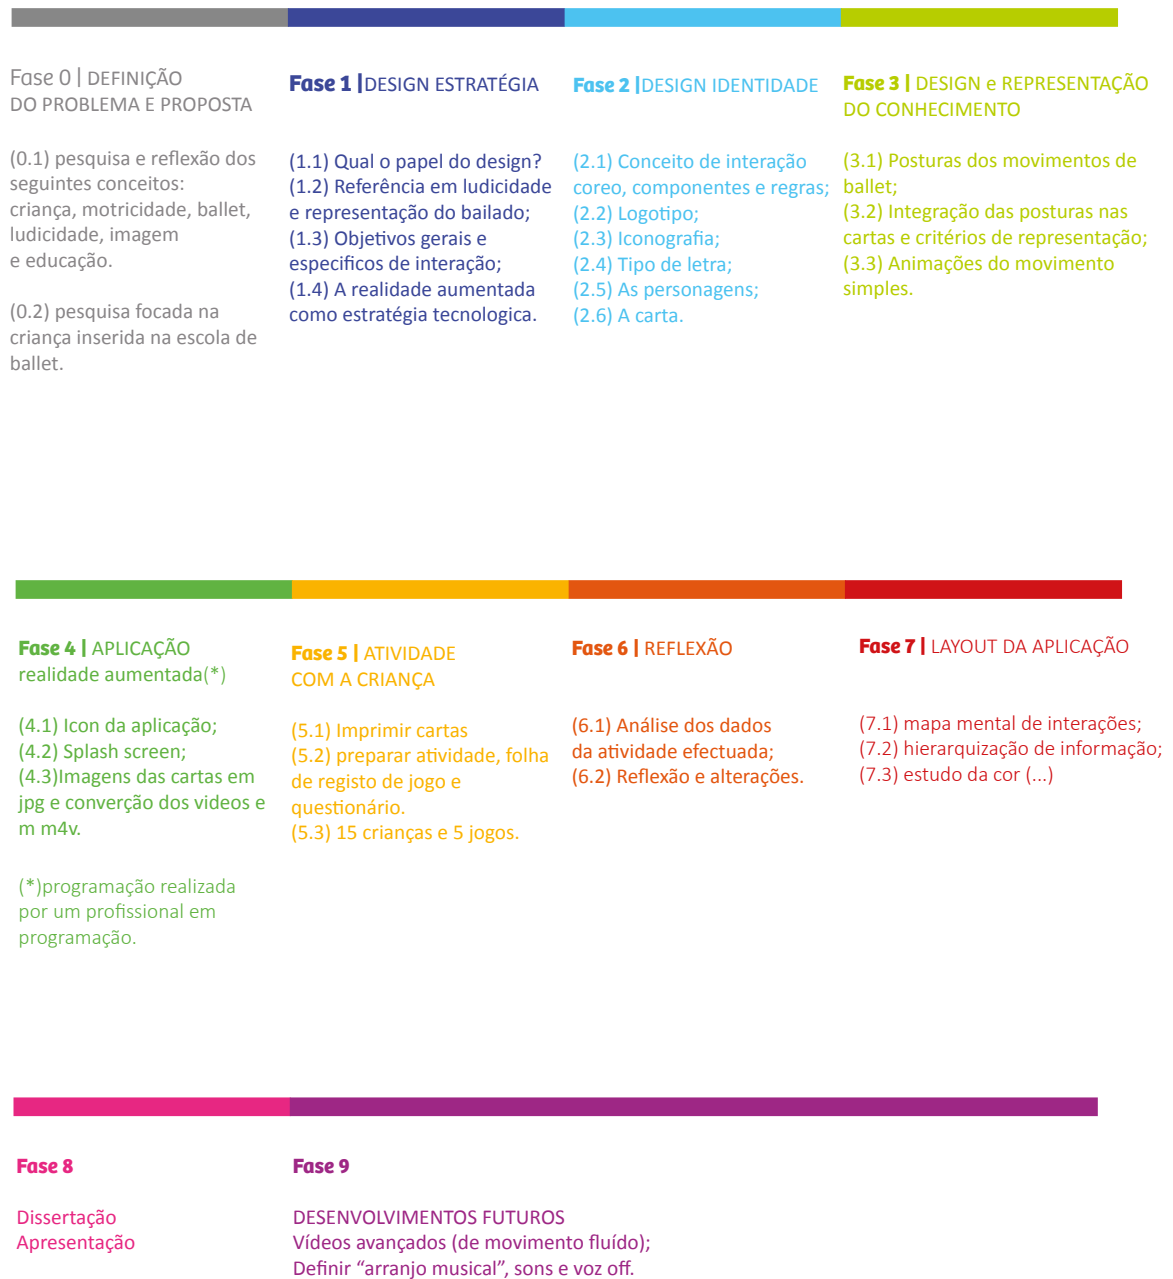 Fase 0 | DEFINIÇÃO
DO PROBLEMA E PROPOSTA
(0.1) pesquisa e reflexão dos
seguintes conceitos:
criança, motricidade, ballet,
ludicidade, imagem
e educação.
(0.2) pesquisa focada na
criança inserida na escola de
ballet.
Fase 1 |DESIGN ESTRATÉGIA
(1.1) Qual o papel do design?
(1.2) Referência em ludicidade
e representação do bailado;
(1.3) Objetivos gerais e
especificos de interação;
(1.4) A realidade aumentada
como estratégia tecnologica.
Fase 2 |DESIGN IDENTIDADE
(2.1) Conceito de interação
coreo, componentes e regras;
(2.2) Logotipo;
(2.3) Iconografia;
(2.4) Tipo de letra;
(2.5) As personagens;
(2.6) A carta.
Fase 3 | DESIGN e REPRESENTAÇÃO
DO CONHECIMENTO
(3.1) Posturas dos movimentos de
ballet;
(3.2) Integração das posturas nas
cartas e critérios de representação;
(3.3) Animações do movimento
simples.
Fase 4 | APLICAÇÃO
realidade aumentada(*)
(4.1) Icon da aplicação;
(4.2) Splash screen;
(4.3)Imagens das cartas em
jpg e converção dos videos e
m m4v.
(*)programação realizada
por um profissional em
programação.
Fase 5 | ATIVIDADE
COM A CRIANÇA
(5.1) Imprimir cartas
(5.2) preparar atividade, folha
de registo de jogo e
questionário.
(5.3) 15 crianças e 5 jogos.
Fase 6 | REFLEXÃO
(6.1) Análise dos dados
da atividade efectuada;
(6.2) Reflexão e alterações.
Fase 7 | LAYOUT DA APLICAÇÃO
(7.1) mapa mental de interações;
(7.2) hierarquização de informação;
(7.3) estudo da cor (...)
Fase 8
Dissertação
Apresentação
Fase 9
DESENVOLVIMENTOS FUTUROS
Vídeos avançados (de movimento fluído);
Definir “arranjo musical”, sons e voz off.